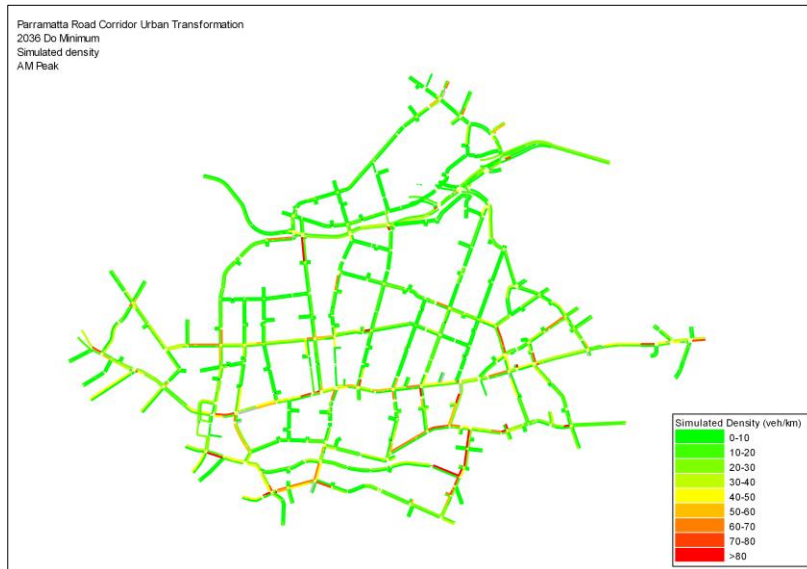 Parramatta Road Corridor Urban Transformation
2036 Do Minimum
Simulated density
AM Peak
Simulated Density (veh/km)
0-10
10-20
20-30
30-40
40-50
50-60
60-70
70-80
>80